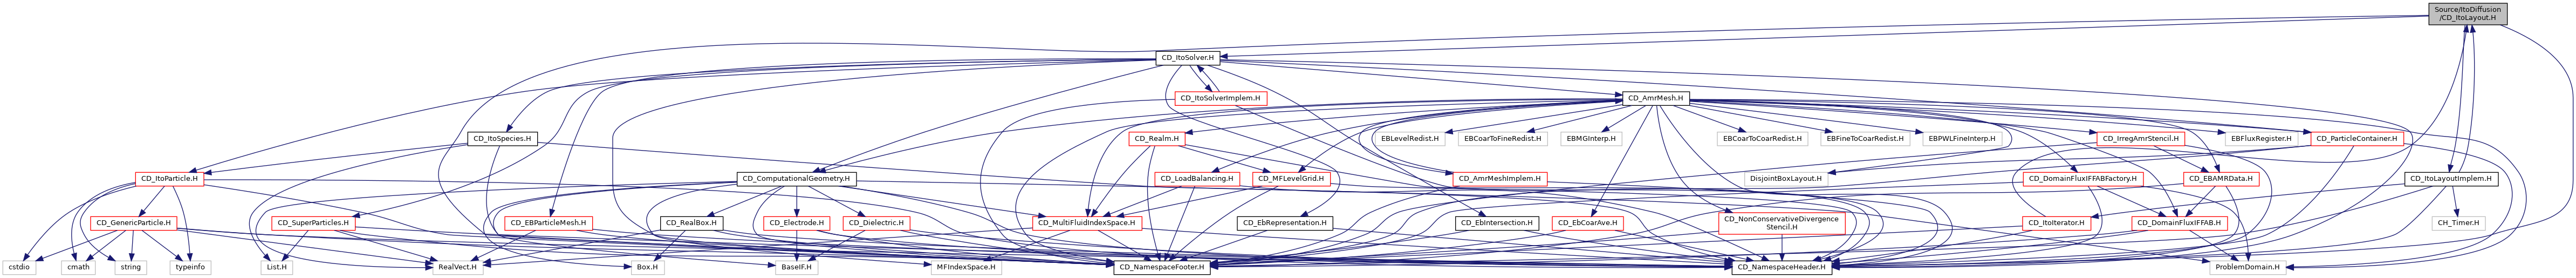 Source/ItoDiffusion
/CD_ItoLayout.H
CD_ItoSolver.H
CD_ItoSolverImplem.H
CD_AmrMesh.H
CD_ItoSpecies.H
CD_Realm.H
EBLevelRedist.H
EBCoarToFineRedist.H
EBMGInterp.H
EBCoarToCoarRedist.H
EBFineToCoarRedist.H
EBPWLFineInterp.H
CD_IrregAmrStencil.H
EBFluxRegister.H
CD_ParticleContainer.H
CD_ItoParticle.H
CD_ComputationalGeometry.H
CD_LoadBalancing.H
CD_MFLevelGrid.H
CD_AmrMeshImplem.H
DisjointBoxLayout.H
CD_DomainFluxIFFABFactory.H
CD_EBAMRData.H
CD_ItoLayoutImplem.H
CD_GenericParticle.H
CD_SuperParticles.H
CD_EBParticleMesh.H
CD_RealBox.H
CD_Electrode.H
CD_Dielectric.H
CD_MultiFluidIndexSpace.H
CD_EbRepresentation.H
CD_EbIntersection.H
CD_EbCoarAve.H
CD_NonConservativeDivergence
Stencil.H
CD_ItoIterator.H
CD_DomainFluxIFFAB.H
CH_Timer.H
cstdio
cmath
string
typeinfo
List.H
RealVect.H
Box.H
BaseIF.H
MFIndexSpace.H
CD_NamespaceFooter.H
CD_NamespaceHeader.H
ProblemDomain.H